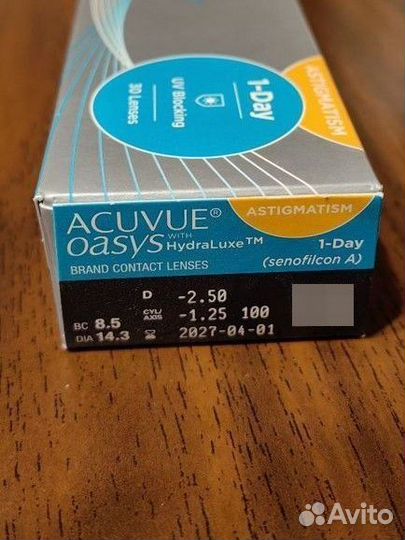 1-Day
UV Blocking
30 Lenses
ASTIGMATISM
ACUVUE® ASTIGMATISM
OASYS WITH HydraLuxe™ 1-Day
BRAND CONTACT LENSES (senofilcon A)
D -2.50
BC 8.5 CYL/AXIS -1.25 100
DIA 14.3 2027-04-01
Avito